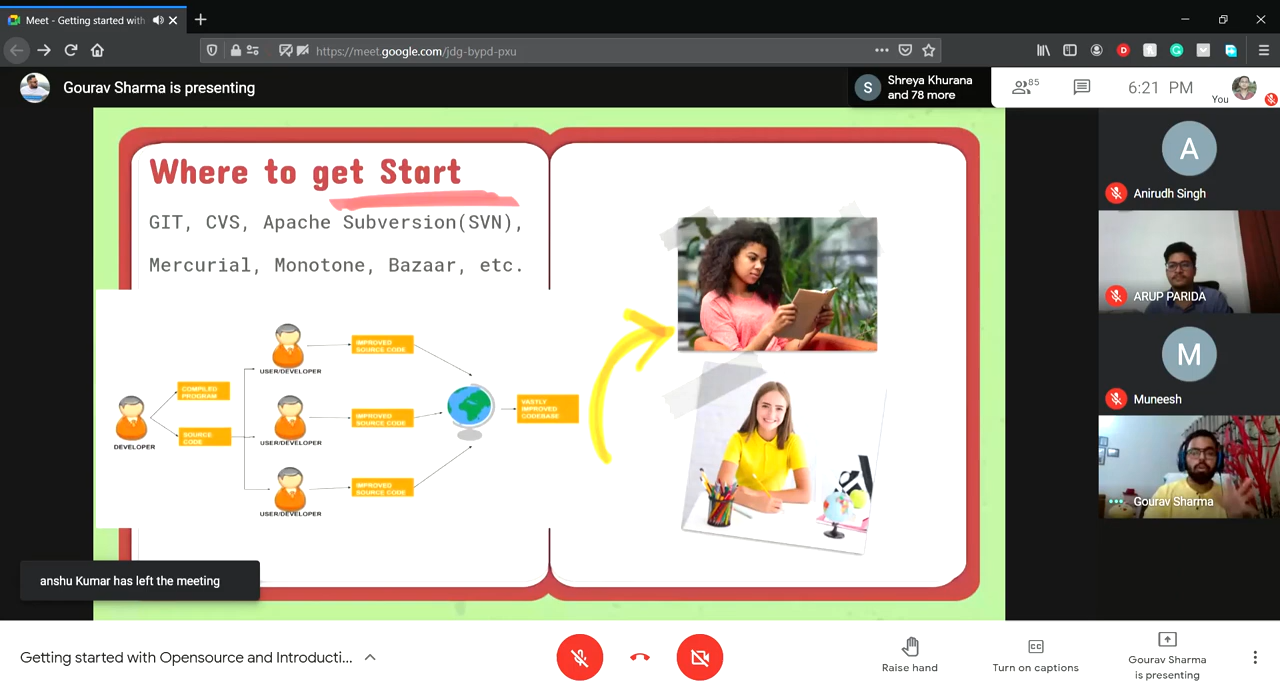 Meet - Getting started with
https://meet.google.com/jdg-bypd-pxu
Gourav Sharma is presenting
S
Shreya Khurana
and 78 more
85
6:21 PM
You
Where to get Start
GIT, CVS, Apache Subversion(SVN),
Mercurial, Monotone, Bazaar, etc.
DEVELOPER
COMPILED
PROGRAM
SOURCE
CODE
USER/DEVELOPER
IMPROVED
SOURCE CODE
USER/DEVELOPER
IMPROVED
SOURCE CODE
USER/DEVELOPER
IMPROVED
SOURCE CODE
VASTLY
IMPROVED
CODEBASE
A
Anirudh Singh
ARUP PARIDA
M
Muneesh
Gourav Sharma
anshu Kumar has left the meeting
Getting started with Opensource and Introducti...
Raise hand
CC
Turn on captions
Gourav Sharma
is presenting